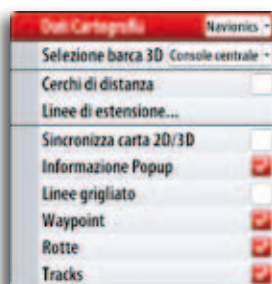 Dati Cartografia Navionics
Selezione barca 3D Console centrale
Cerchi di distanza
Linee di estensione...
Sincronizza carta 2D/3D
Informazione Popup
Linee grigliato
Waypoint
Rotte
Tracks